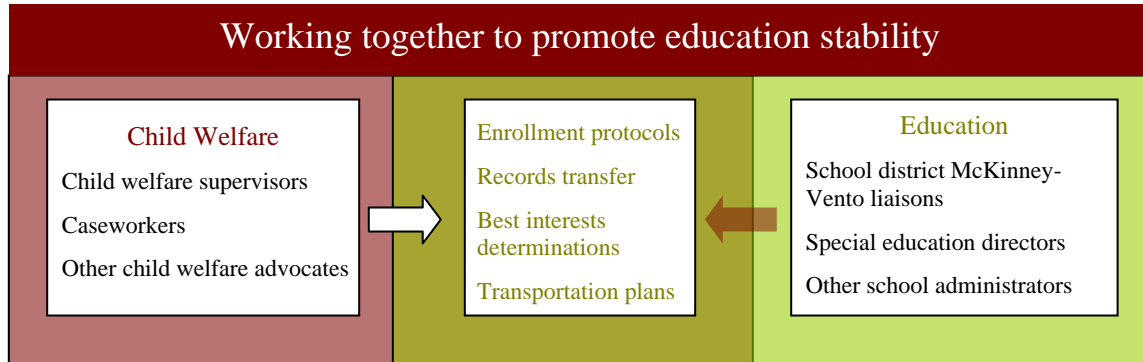 Working together to promote education stability
Child Welfare
Child welfare supervisors
Caseworkers
Other child welfare advocates
Enrollment protocols
Records transfer
Best interests
determinations
Transportation plans
Education
School district McKinney-
Vento liaisons
Special education directors
Other school administrators